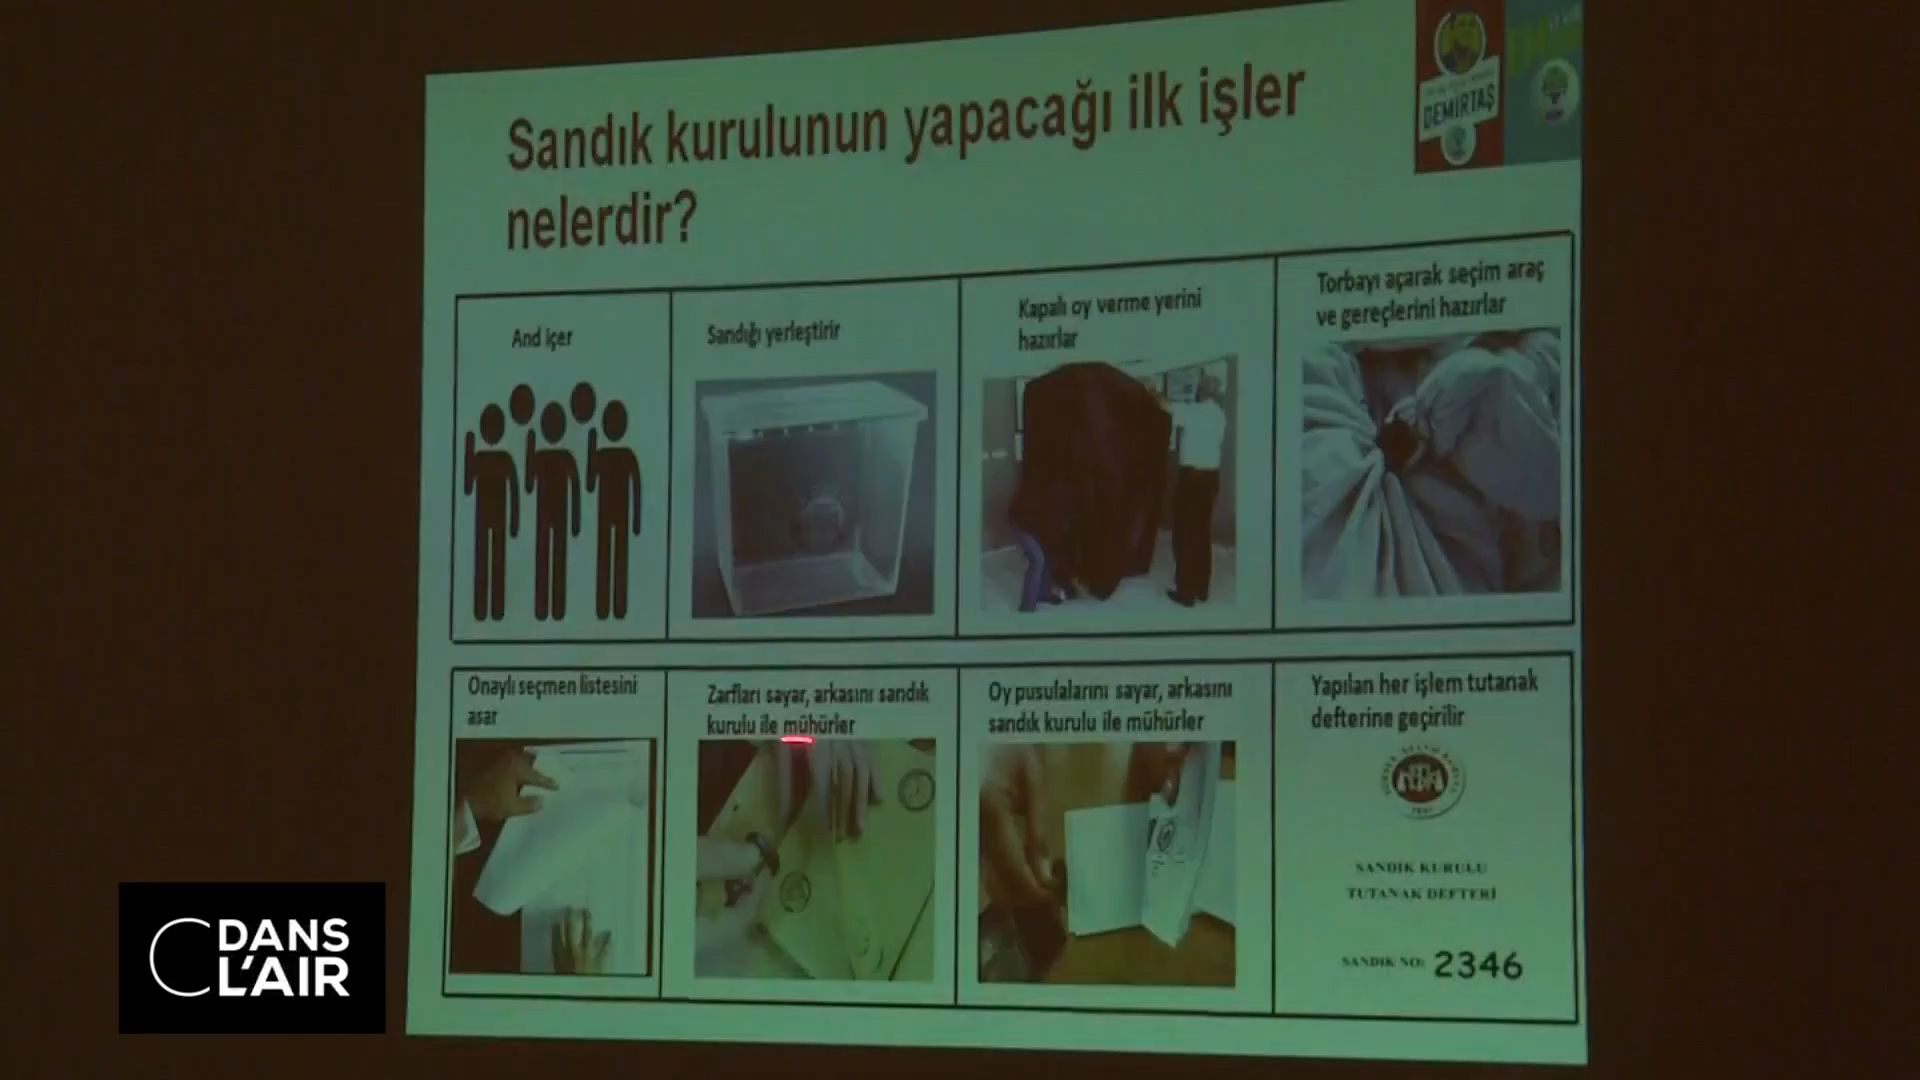 Sandık kurulunun yapacağı ilk işler
nelerdir?
DEMİRTAŞ
And içer
Sandığı yerleştirir
Kapalı oy verme yerini
hazırlar
Torbayı açarak seçim araç
ve gereçlerini hazırlar
Onaylı seçmen listesini
asar
Zarfları sayar, arkasını sandık
kurulu ile mühürler
Oy pusulalarını sayar, arkasını
sandık kurulu ile mühürler
Yapılan her işlem tutanak
defterine geçirilir
SANDIK KURULU
TUTANAK DEFTERİ
SANDIK NO: 2346
C DANS
L'AIR